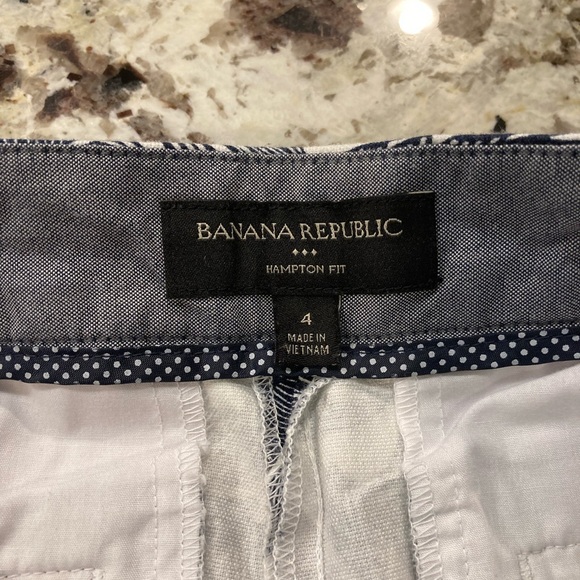 BANANA REPUBLIC
HAMPTON FIT
4
MADE IN
VIETNAM